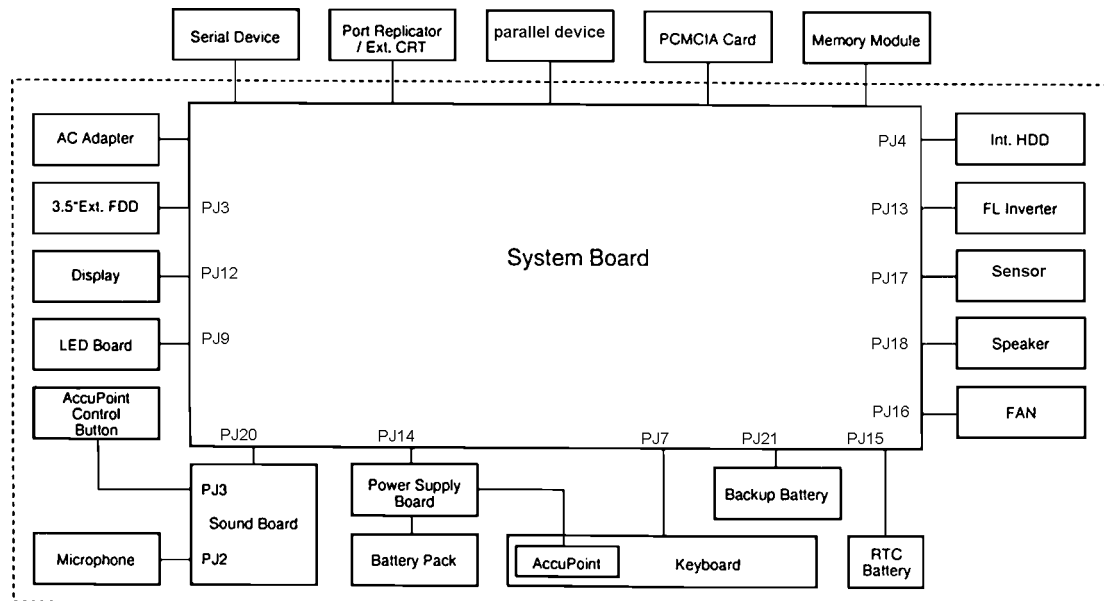 Serial Device
Port Replicator
/ Ext. CRT
parallel device
PCMCIA Card
Memory Module
AC Adapter
PJ4
Int. HDD
3.5"Ext. FDD
PJ3
PJ13
FL Inverter
System Board
Display
PJ12
PJ17
Sensor
LED Board
PJ9
PJ18
Speaker
AccuPoint
Control
Button
PJ16
FAN
PJ20
PJ14
PJ7
PJ21
PJ15
PJ3
Sound Board
PJ2
Power Supply
Board
Backup Battery
Microphone
Battery Pack
AccuPoint
Keyboard
RTC
Battery